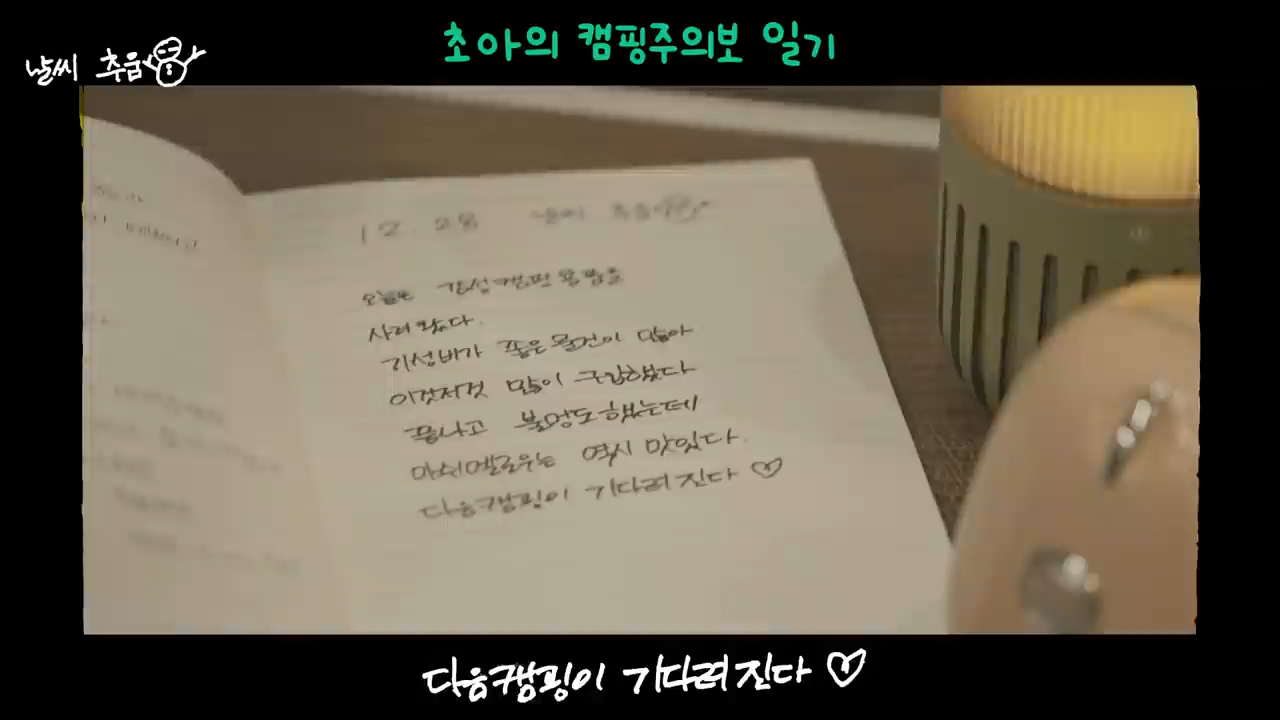 초아의 캠핑주의보 일기
날씨 추움
12 28 날씨 추움
오늘은 감성캠핑용품을
사러 왔다.
가성비가 좋은 물건이 많아
이것저것 많이 구입했다
끝나고 불멍도 했는데
마쉬멜로우는 역시 맛있다.
다음캠핑이 기다려진다 ♡
다음캠핑이 기다려진다 ♡